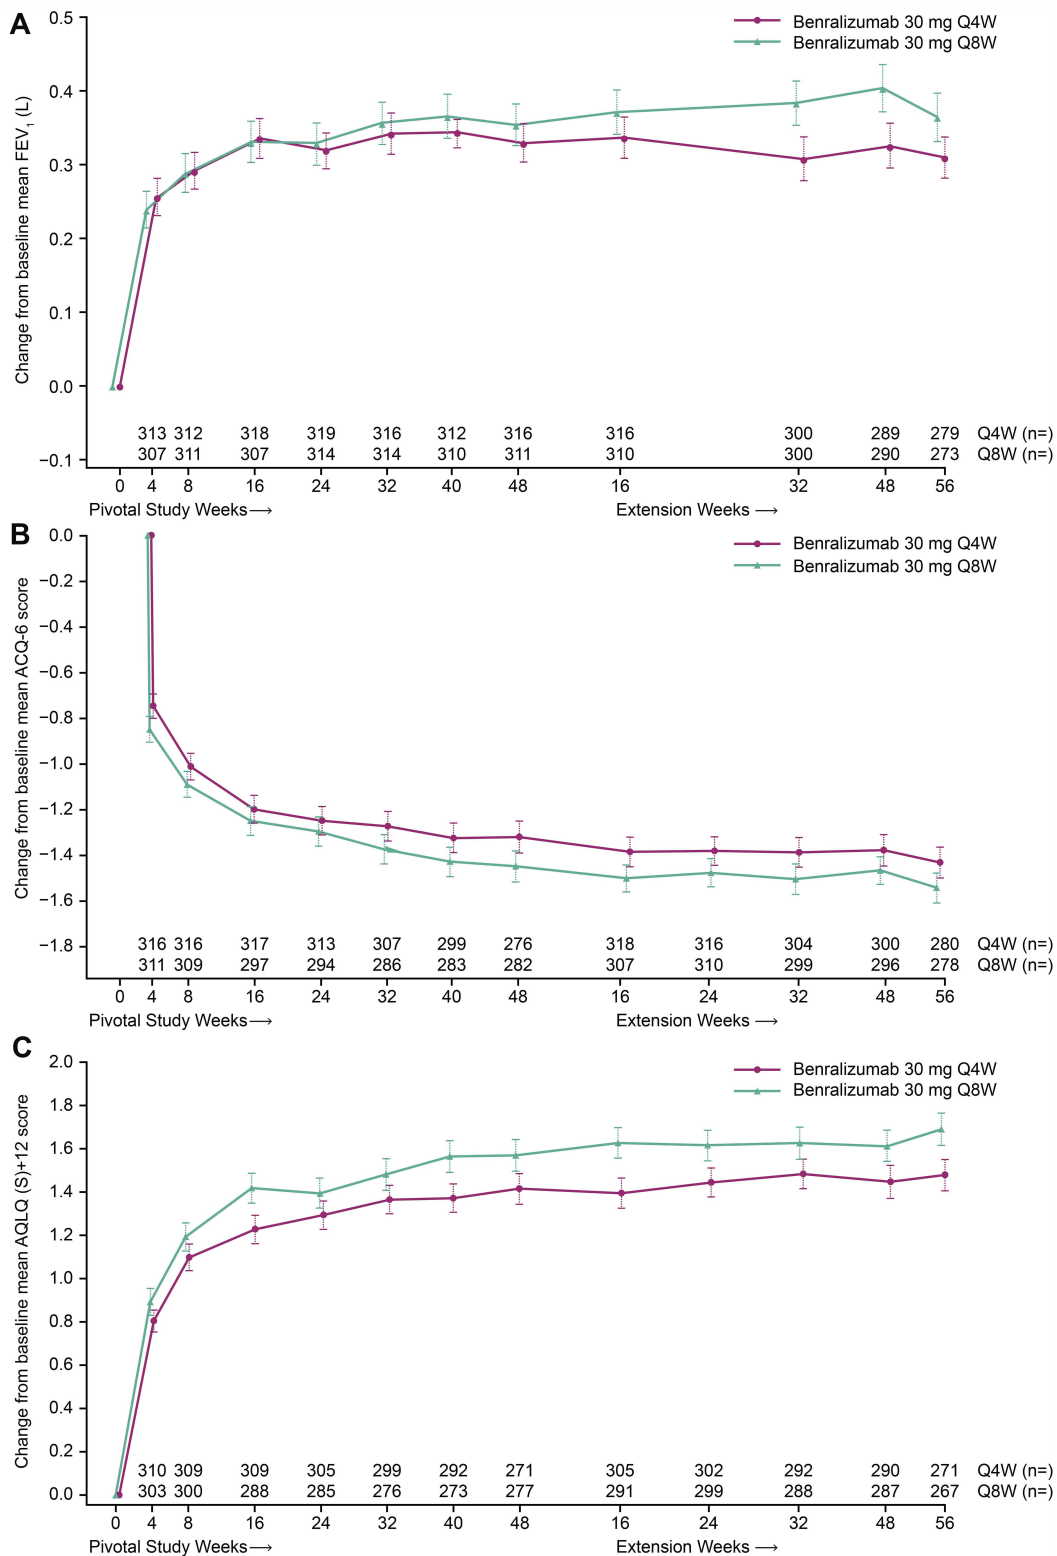 A
Benralizumab 30 mg Q4W
Benralizumab 30 mg Q8W
Change from baseline mean FEV1 (L)
0.5
0.4
0.3
0.2
0.1
0.0
−0.1
313 312 318 319 316 312 316 316 300 289 279 Q4W (n=)
307 311 307 314 314 310 311 310 300 290 273 Q8W (n=)
0 4 8 16 24 32 40 48 16 32 48 56
Pivotal Study Weeks→ Extension Weeks →
B
Benralizumab 30 mg Q4W
Benralizumab 30 mg Q8W
Change from baseline mean ACQ-6 score
0.0
−0.2
−0.4
−0.6
−0.8
−1.0
−1.2
−1.4
−1.6
−1.8
316 316 317 313 307 299 276 318 316 304 300 280 Q4W (n=)
311 309 297 294 286 283 282 307 310 299 296 278 Q8W (n=)
0 4 8 16 24 32 40 48 16 24 32 48 56
Pivotal Study Weeks→ Extension Weeks →
C
Benralizumab 30 mg Q4W
Benralizumab 30 mg Q8W
Change from baseline mean AQLQ (S)+12 score
2.0
1.8
1.6
1.4
1.2
1.0
0.8
0.6
0.4
0.2
0.0
310 309 309 305 299 292 271 305 302 292 290 271 Q4W (n=)
303 300 288 285 276 273 277 291 299 288 287 267 Q8W (n=)
0 4 8 16 24 32 40 48 16 24 32 48 56
Pivotal Study Weeks→ Extension Weeks →